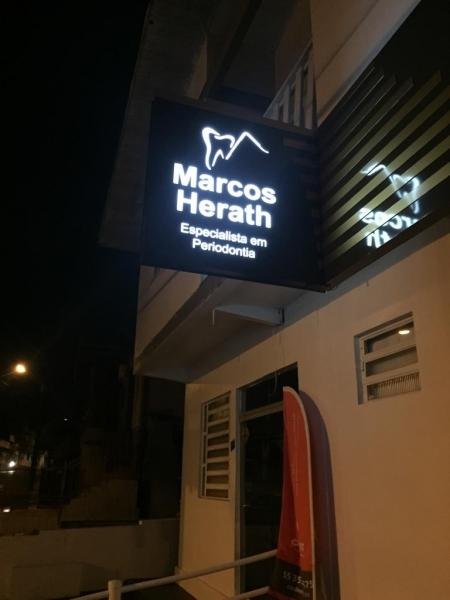 Marcos
Herath
Especialista em
Periodontia